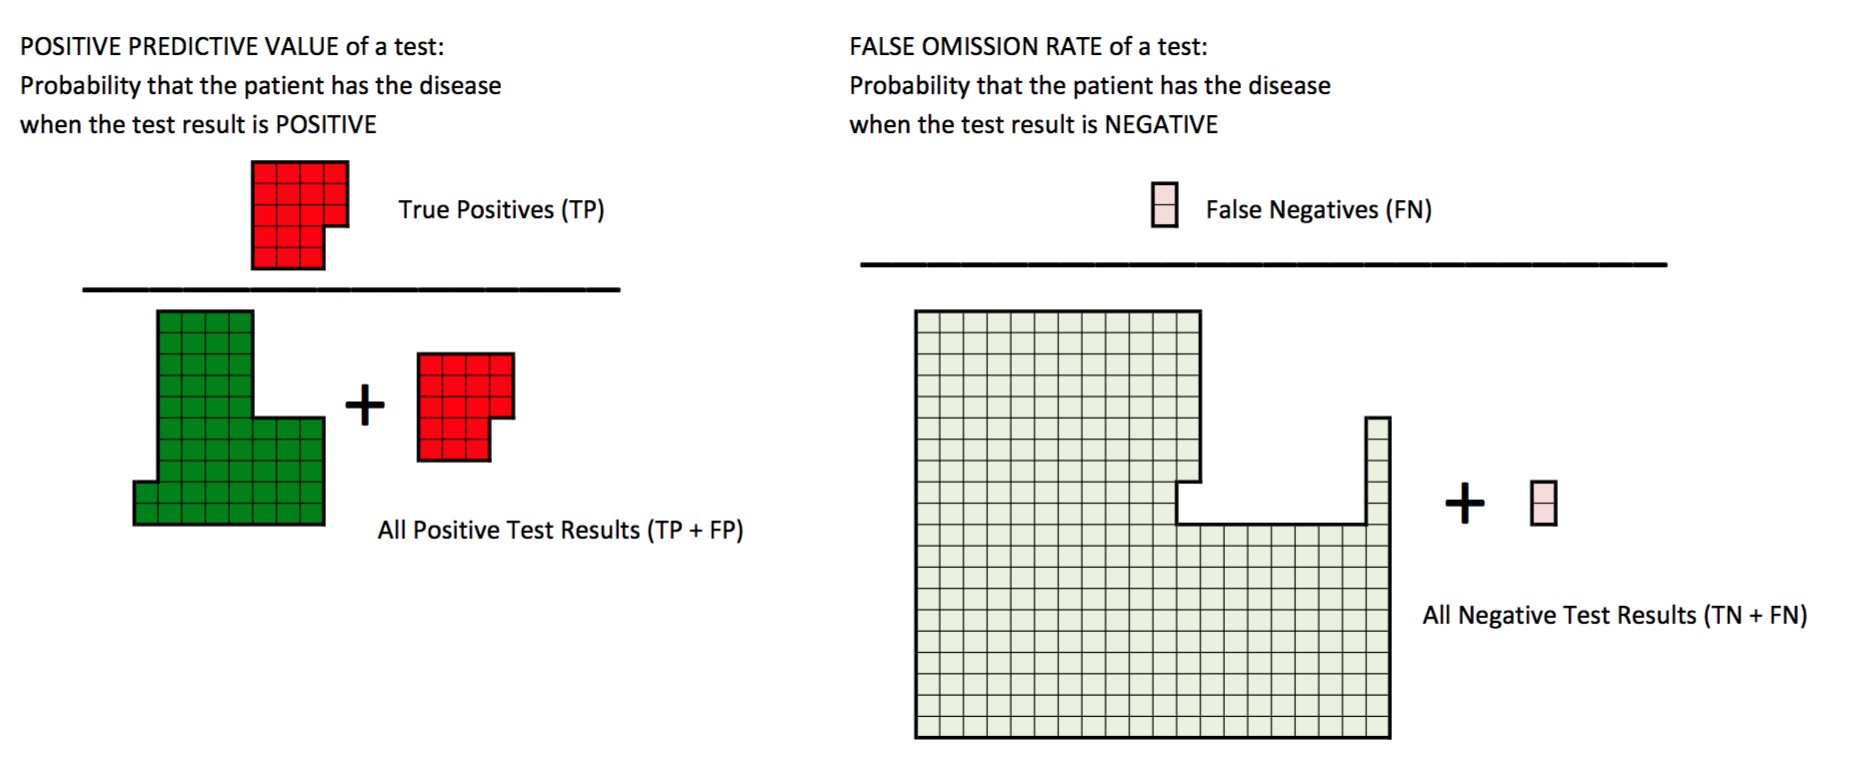 POSITIVE PREDICTIVE VALUE of a test:
Probability that the patient has the disease
when the test result is POSITIVE
True Positives (TP)
+
All Positive Test Results (TP + FP)
FALSE OMISSION RATE of a test:
Probability that the patient has the disease
when the test result is NEGATIVE
False Negatives (FN)
+
All Negative Test Results (TN + FN)